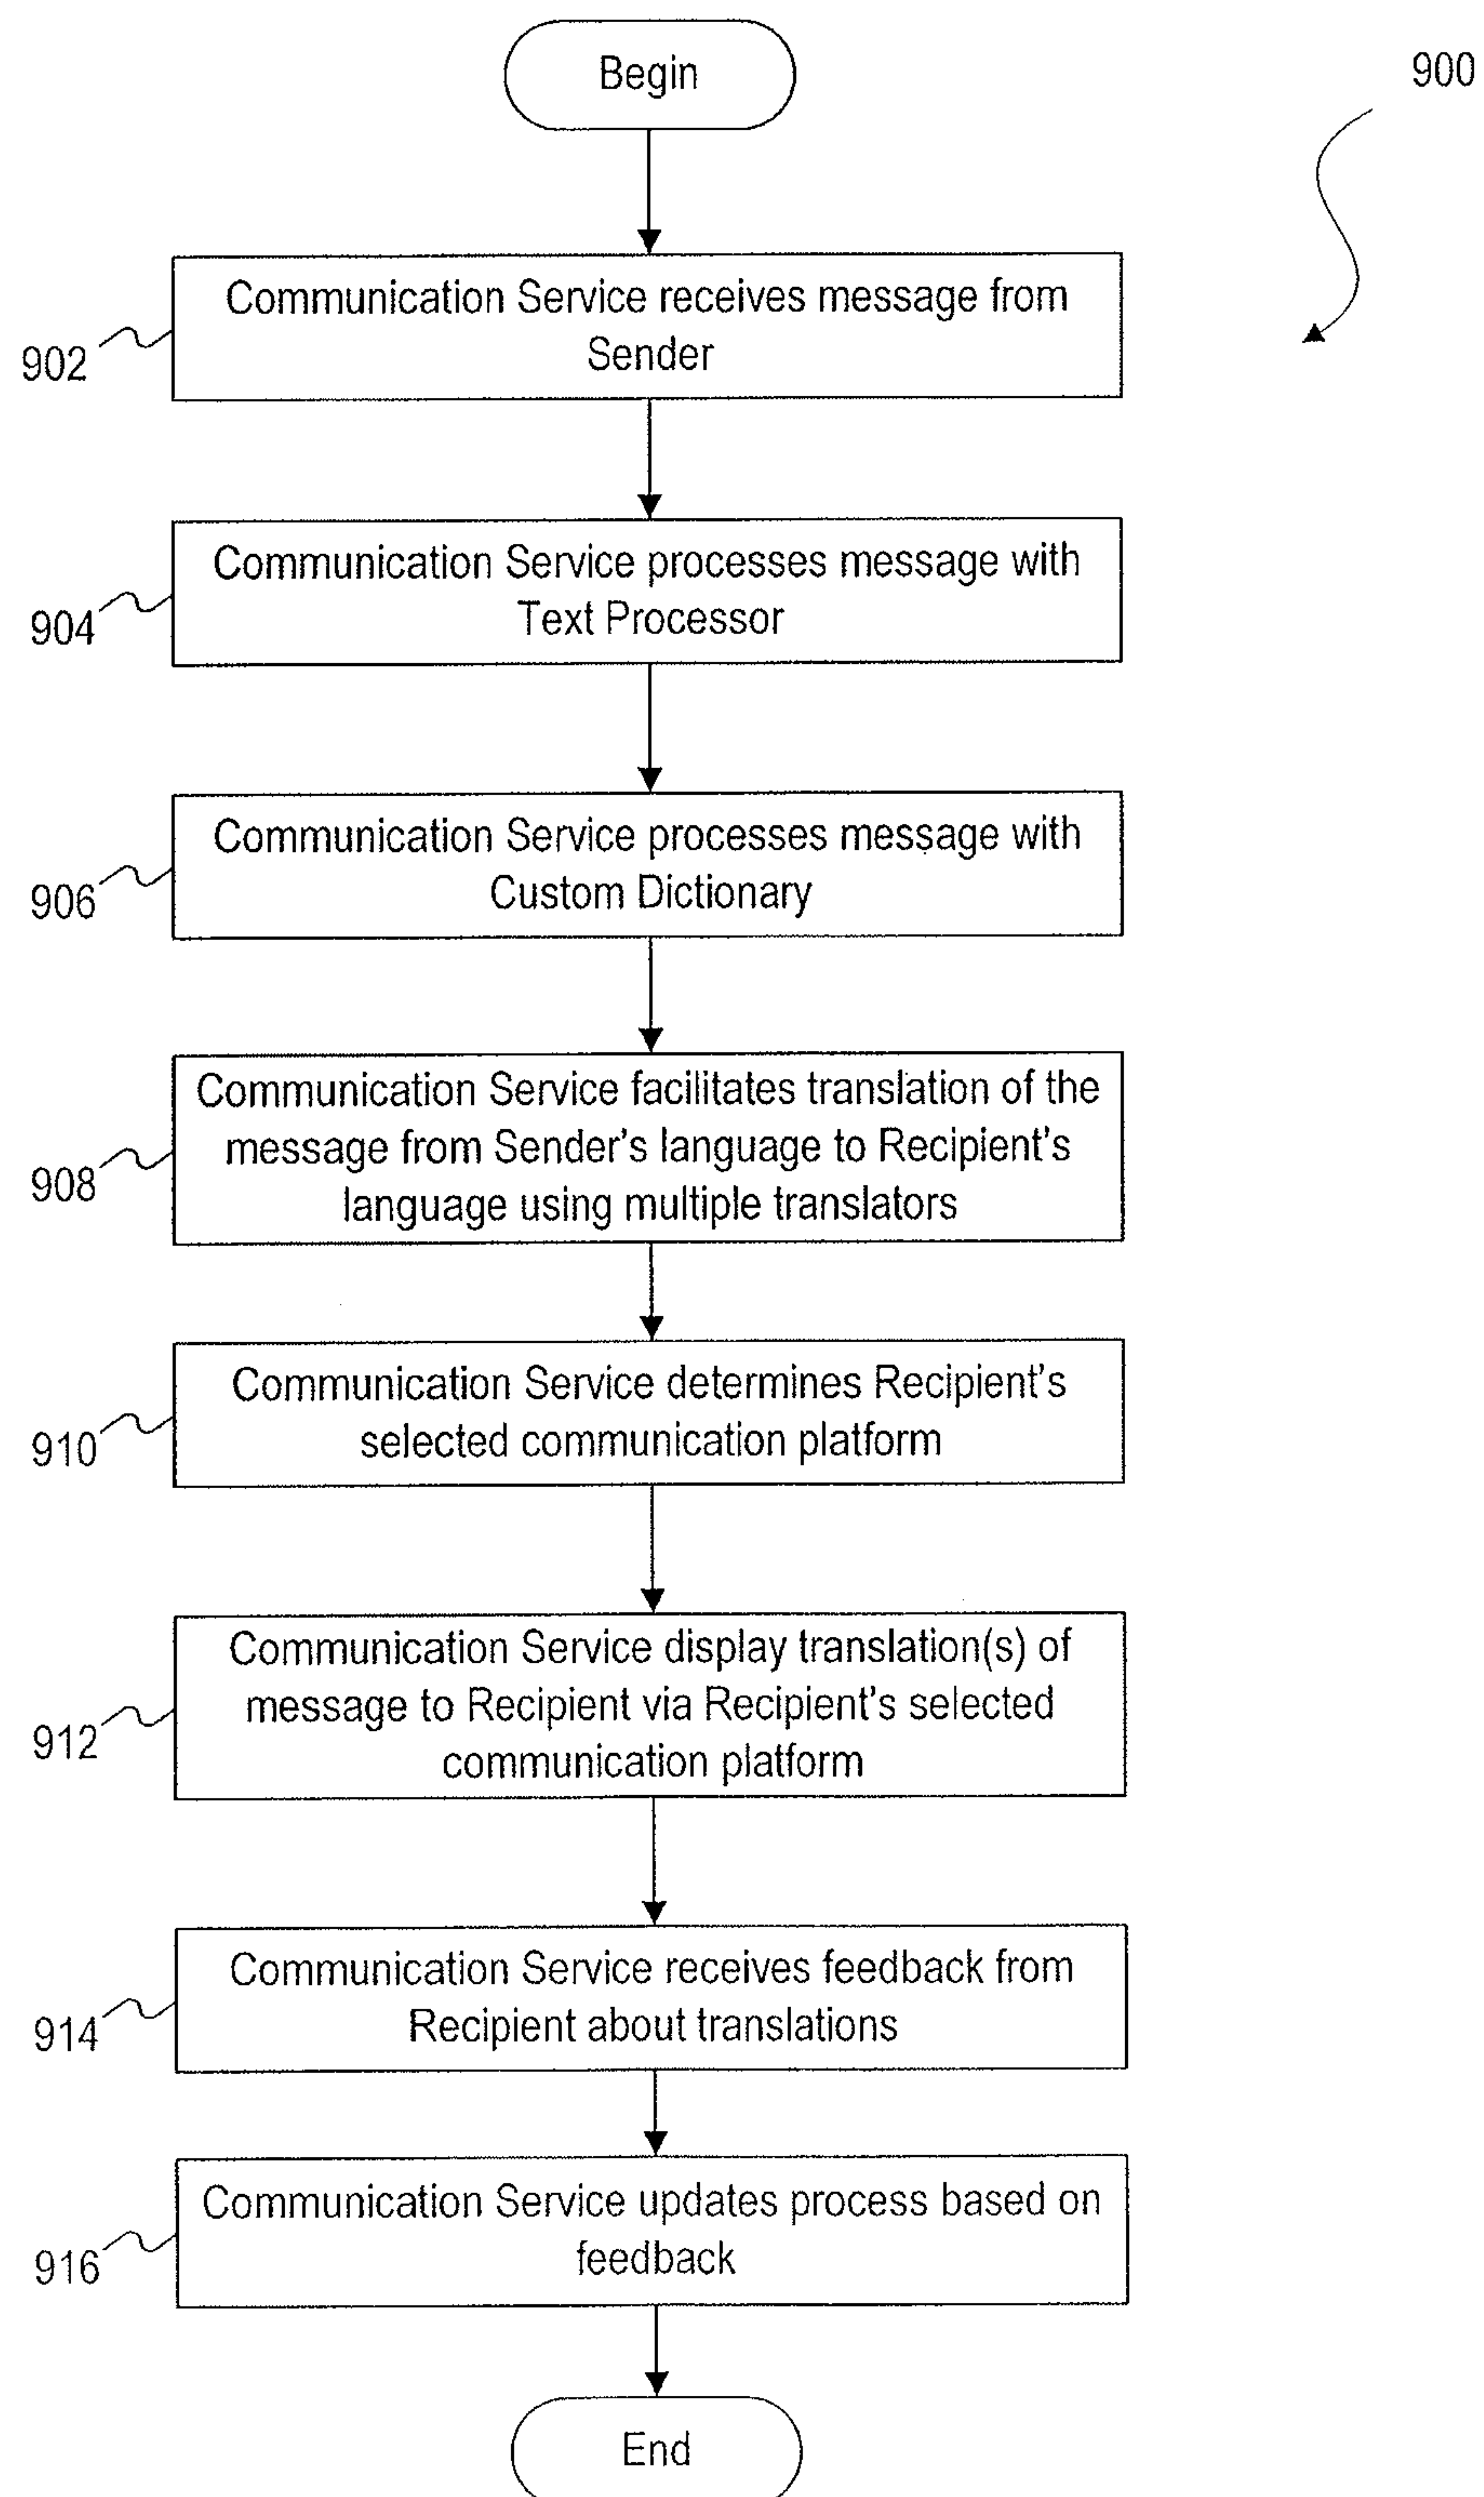 Begin
900
Communication Service receives message from
Sender
902
Communication Service processes message with
Text Processor
904
Communication Service processes message with
Custom Dictionary
906
Communication Service facilitates translation of the
message from Sender's language to Recipient's
language using multiple translators
908
Communication Service determines Recipient's
selected communication platform
910
Communication Service display translation(s) of
message to Recipient via Recipient's selected
communication platform
912
Communication Service receives feedback from
Recipient about translations
914
Communication Service updates process based on
feedback
916
End